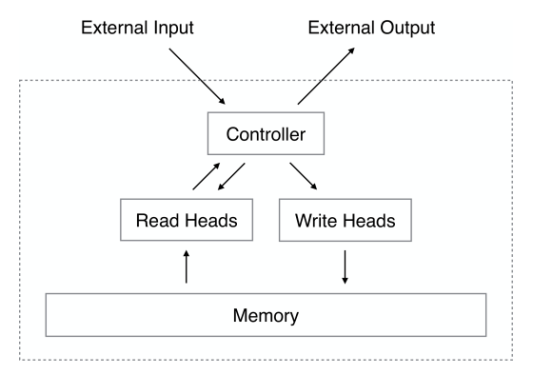 External Input
External Output
Controller
Read Heads
Write Heads
Memory